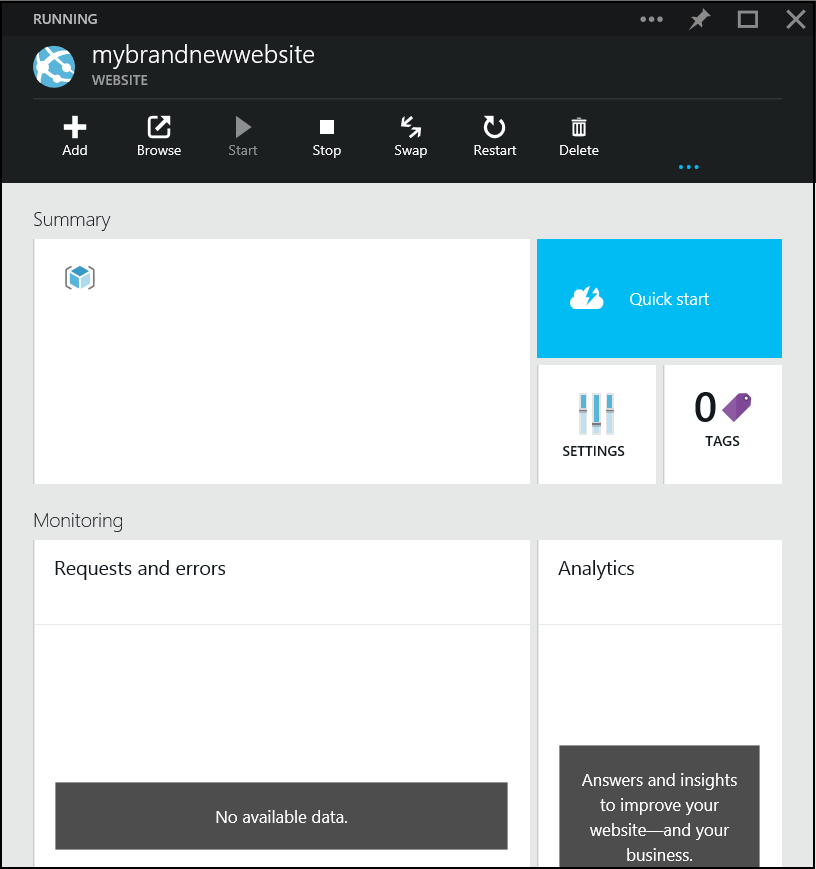 RUNNING
mybrandnewwebsite
WEBSITE
Add Browse Start Stop Swap Restart Delete
Summary
Quick start
SETTINGS
0
TAGS
Monitoring
Requests and errors
No available data.
Analytics
Answers and insights
to improve your
website—and your
business.